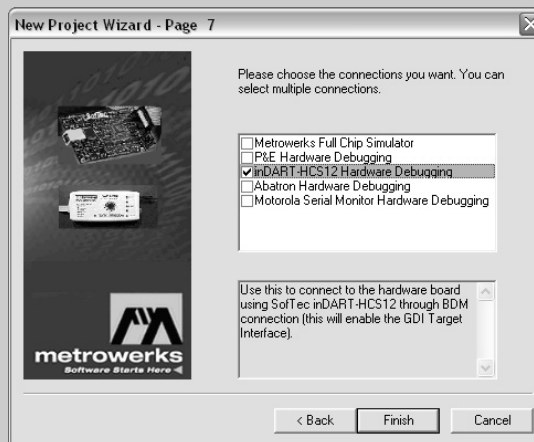 New Project Wizard - Page 7
Please choose the connections you want. You can
select multiple connections.
Metrowerks Full Chip Simulator
P&E Hardware Debugging
inDART-HCS12 Hardware Debugging
Abatron Hardware Debugging
Motorola Serial Monitor Hardware Debugging
Use this to connect to the hardware board
using SofTec inDART-HCS12 through BDM
connection (this will enable the GDI Target
Interface).
metrowerks
Software Starts Here
< Back
Finish
Cancel